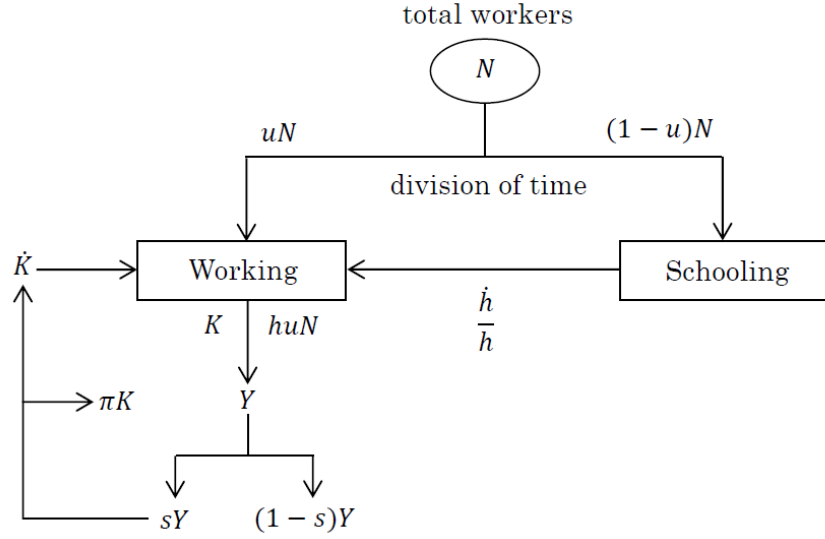 total workers
N
uN
(1 − u)N
division of time
K̇
Working
Schooling
K
huN
ḣ
h
πK
Y
sY
(1 − s)Y